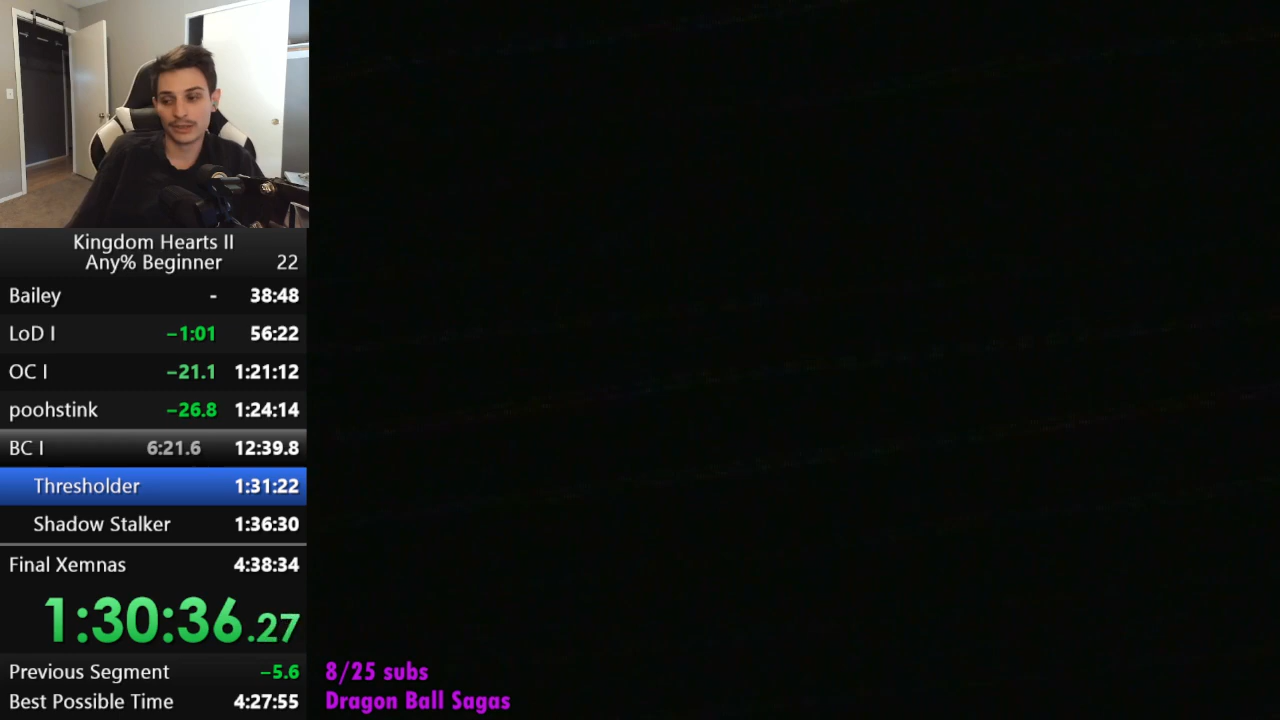 Kingdom Hearts II
Any% Beginner 22
Bailey - 38:48
LoD I −1:01 56:22
OC I −21.1 1:21:12
poohstink −26.8 1:24:14
BC I 6:21.6 12:39.8
Thresholder 1:31:22
Shadow Stalker 1:36:30
Final Xemnas 4:38:34
1:30:36.27
Previous Segment −5.6
Best Possible Time 4:27:55
8/25 subs
Dragon Ball Sagas